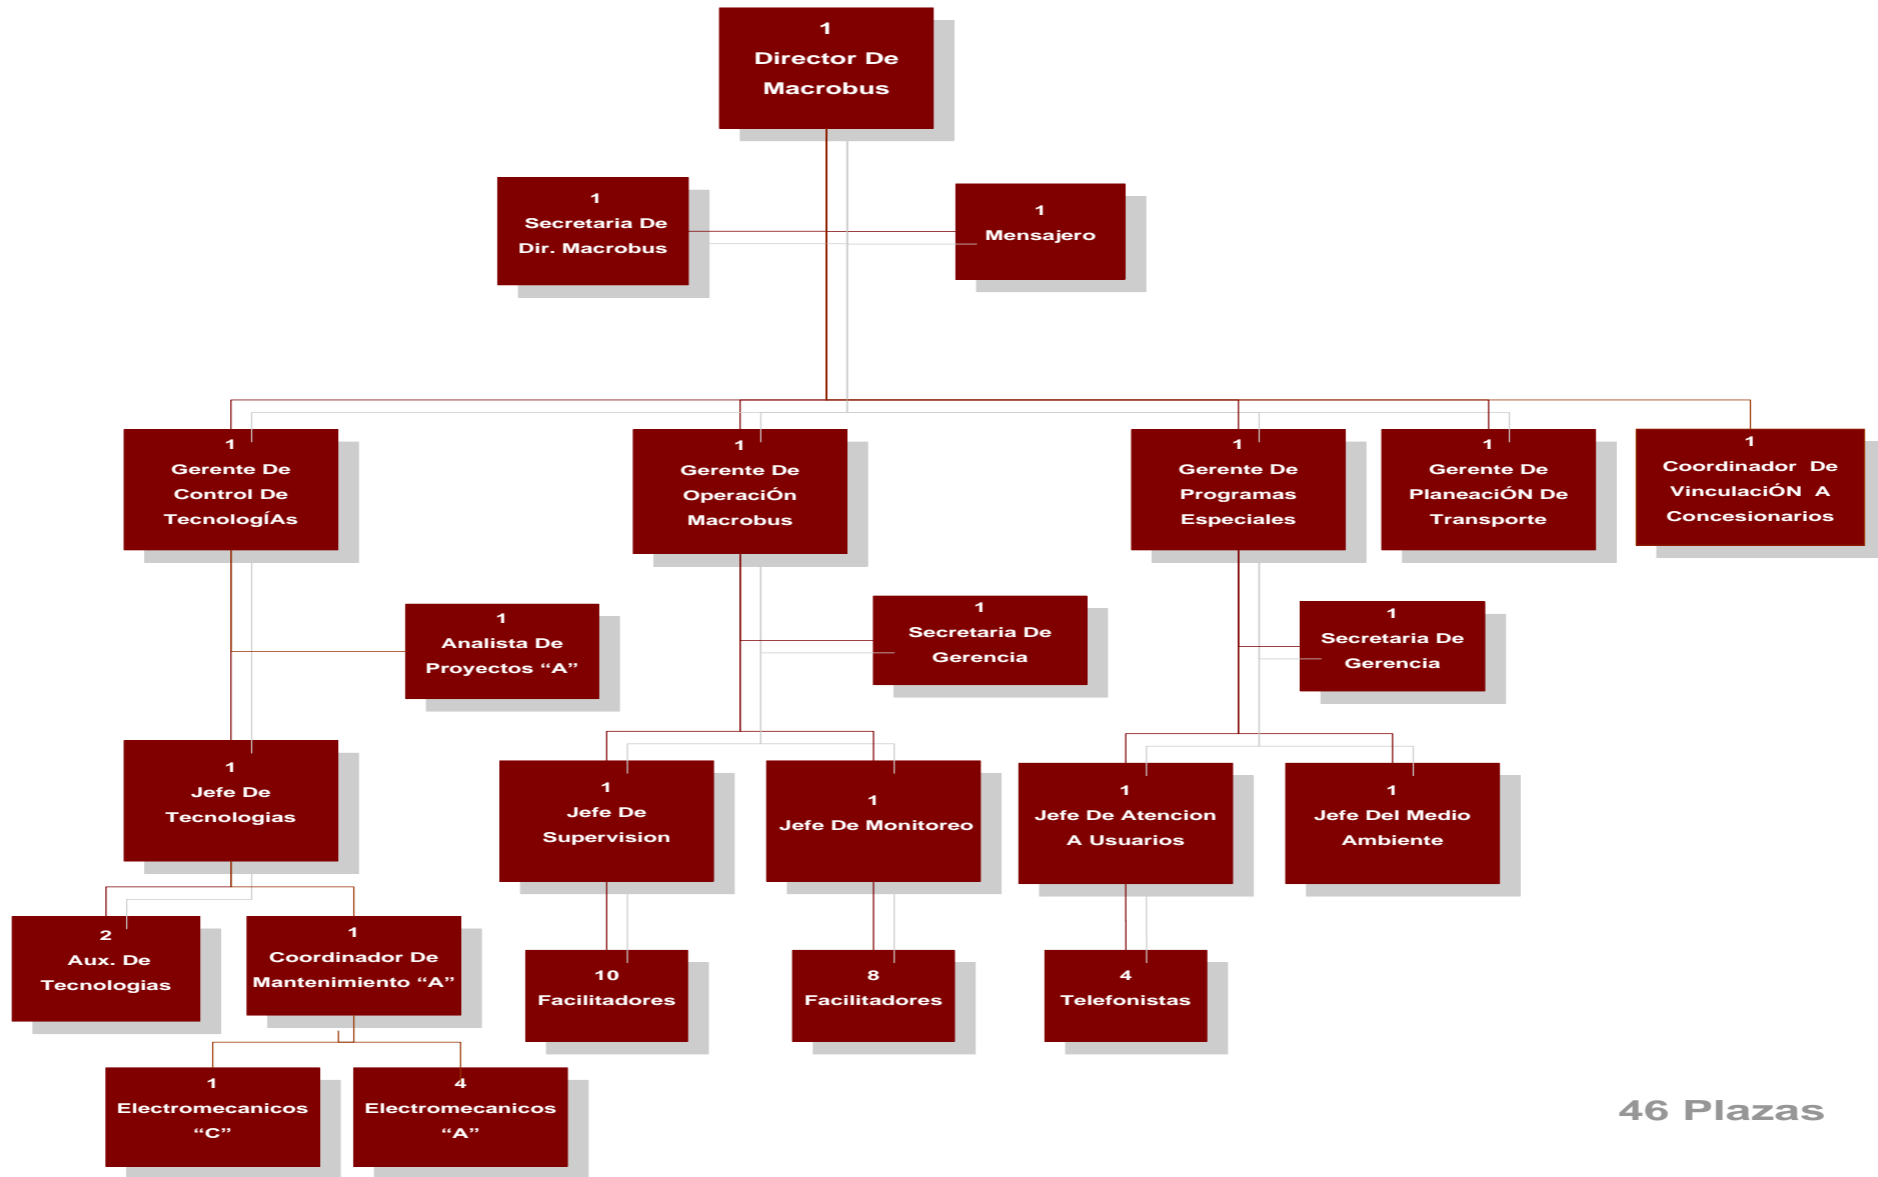 1
Director De
Macrobus
1
Secretaria De
Dir. Macrobus
1
Mensajero
1
Gerente De
Control De
TecnologÍAs
1
Gerente De
OperaciÓn
Macrobus
1
Gerente De
Programas
Especiales
1
Gerente De
PlaneaciÓN De
Transporte
1
Coordinador De
VinculaciÓN A
Concesionarios
1
Analista De
Proyectos “A”
1
Secretaria De
Gerencia
1
Secretaria De
Gerencia
1
Jefe De
Tecnologias
1
Jefe De
Supervision
1
Jefe De Monitoreo
1
Jefe De Atencion
A Usuarios
1
Jefe Del Medio
Ambiente
2
Aux. De
Tecnologias
1
Coordinador De
Mantenimiento “A”
10
Facilitadores
8
Facilitadores
4
Telefonistas
1
Electromecanicos
“C”
4
Electromecanicos
“A”
46 Plazas